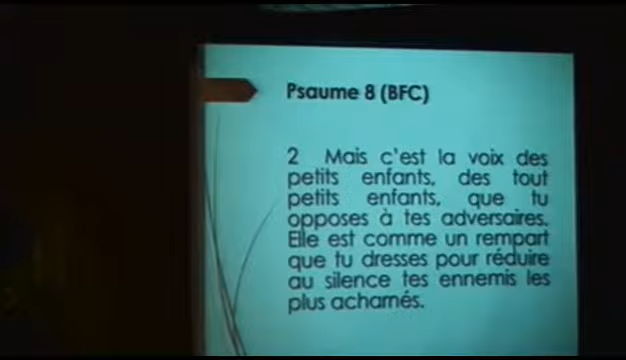 Psaume 8 (BFC)
2 Mais c'est la voix des
petits enfants, des tout
petits enfants, que tu
opposes à tes adversaires.
Elle est comme un rempart
que tu dresses pour réduire
au silence tes ennemis les
plus acharnés.